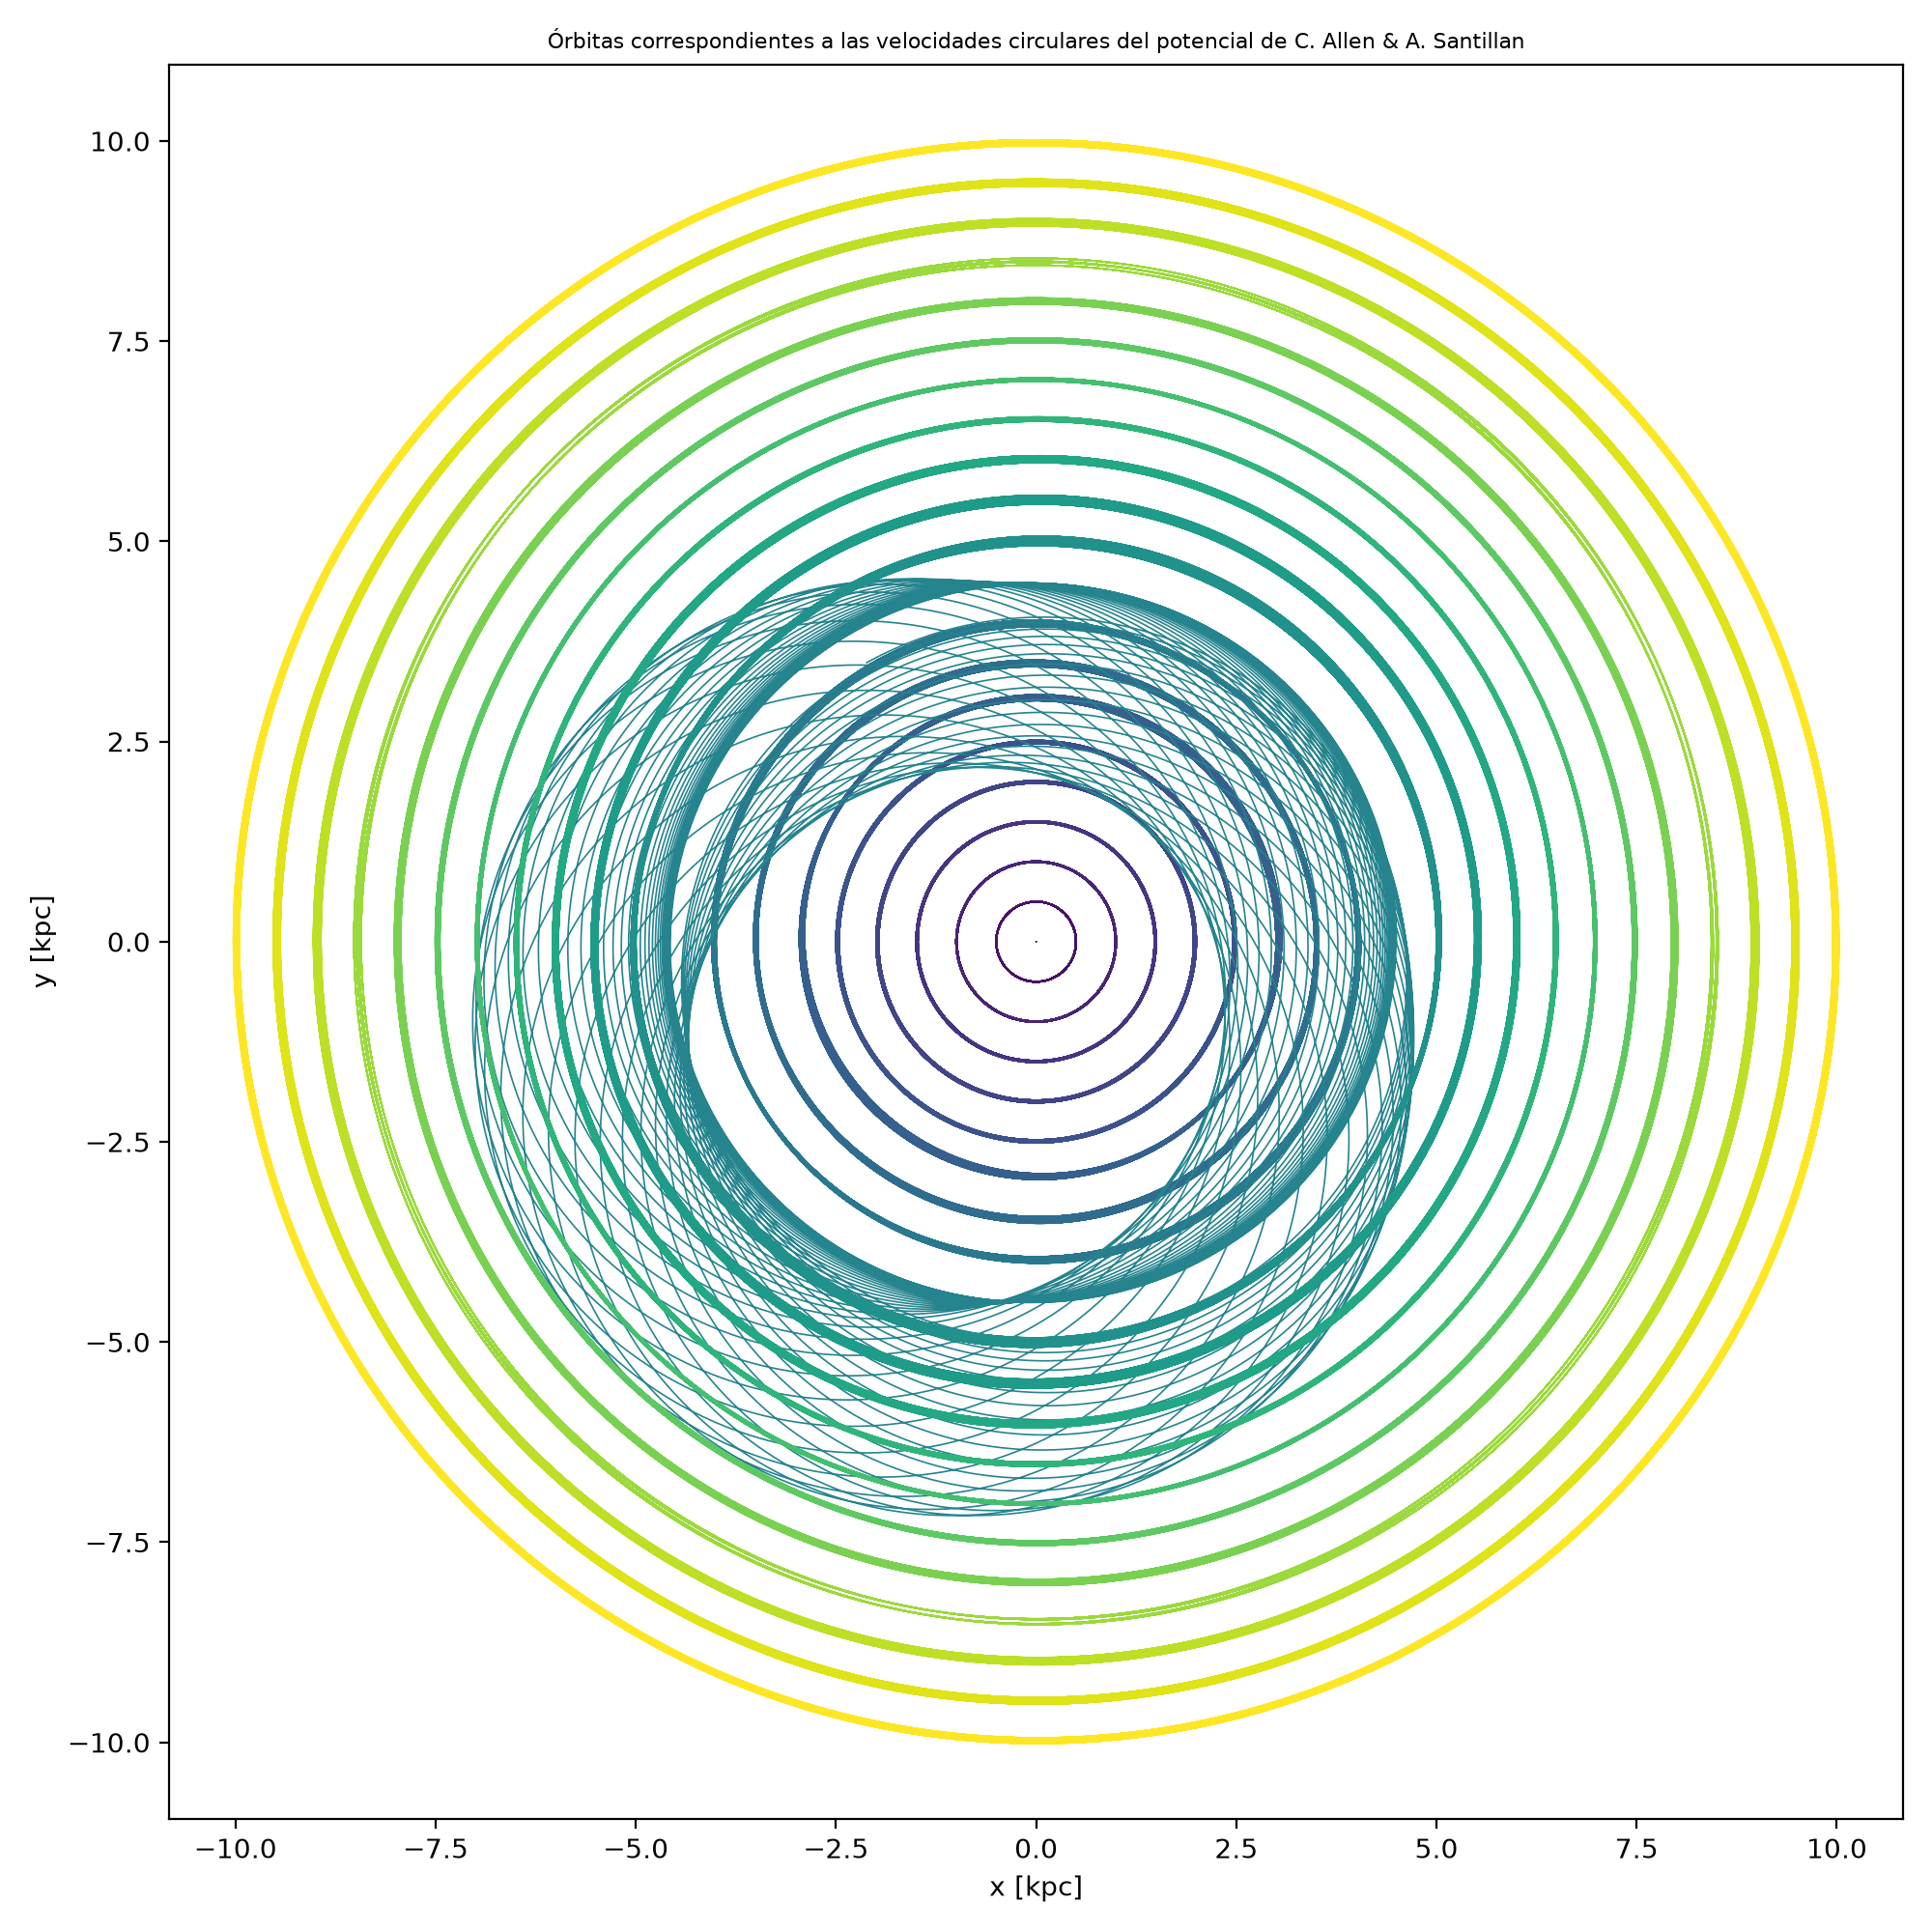 Órbitas correspondientes a las velocidades circulares del potencial de C. Allen & A. Santillan
10.0
7.5
5.0
2.5
0.0
−2.5
−5.0
−7.5
−10.0
y [kpc]
−10.0 −7.5 −5.0 −2.5 0.0 2.5 5.0 7.5 10.0
x [kpc]